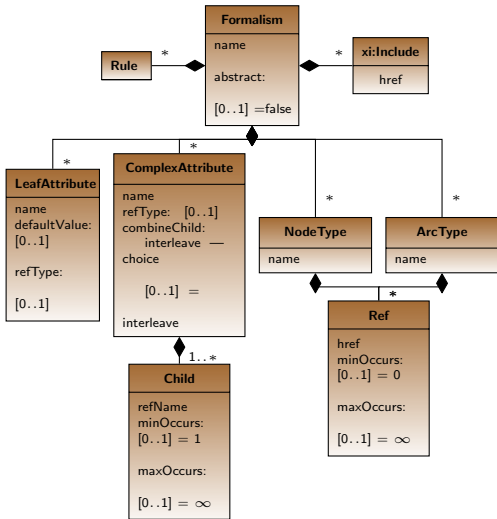 Formalism
name
abstract:
[0..1] =false
Rule
*
*
xi:Include
href
*
*
*
*
LeafAttribute
name
defaultValue:
[0..1]
refType:
[0..1]
ComplexAttribute
name
refType: [0..1]
combineChild:
interleave —
choice
[0..1] =
interleave
NodeType
name
ArcType
name
1..*
*
Child
refName
minOccurs:
[0..1] = 1
maxOccurs:
[0..1] = ∞
Ref
href
minOccurs:
[0..1] = 0
maxOccurs:
[0..1] = ∞